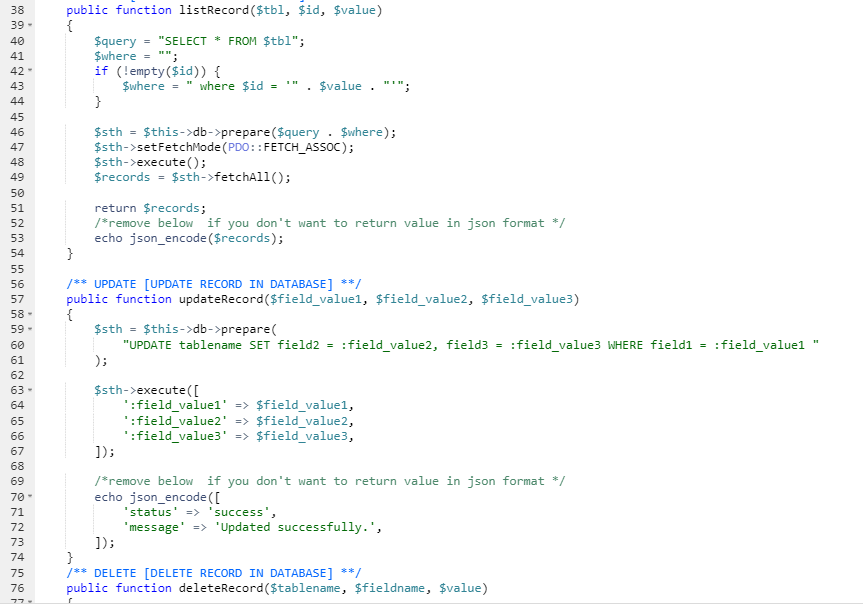 38 public function listRecord($tbl, $id, $value)
39 {
40 $query = "SELECT * FROM $tbl";
41 $where = "";
42 if (!empty($id)) {
43 $where = " where $id = '" . $value . "'";
44 }
45
46 $sth = $this->db->prepare($query . $where);
47 $sth->setFetchMode(PDO::FETCH_ASSOC);
48 $sth->execute();
49 $records = $sth->fetchAll();
50
51 return $records;
52 /*remove below  if you don't want to return value in json format */
53 echo json_encode($records);
54 }
55
56 /** UPDATE [UPDATE RECORD IN DATABASE] **/
57 public function updateRecord($field_value1, $field_value2, $field_value3)
58 {
59 $sth = $this->db->prepare(
60 "UPDATE tablename SET field2 = :field_value2, field3 = :field_value3 WHERE field1 = :field_value1 "
61 );
62
63 $sth->execute([
64 ':field_value1' => $field_value1,
65 ':field_value2' => $field_value2,
66 ':field_value3' => $field_value3,
67 ]);
68
69 /*remove below  if you don't want to return value in json format */
70 echo json_encode([
71 'status' => 'success',
72 'message' => 'Updated successfully.',
73 ]);
74 }
75 /** DELETE [DELETE RECORD IN DATABASE] **/
76 public function deleteRecord($tablename, $fieldname, $value)
77 {